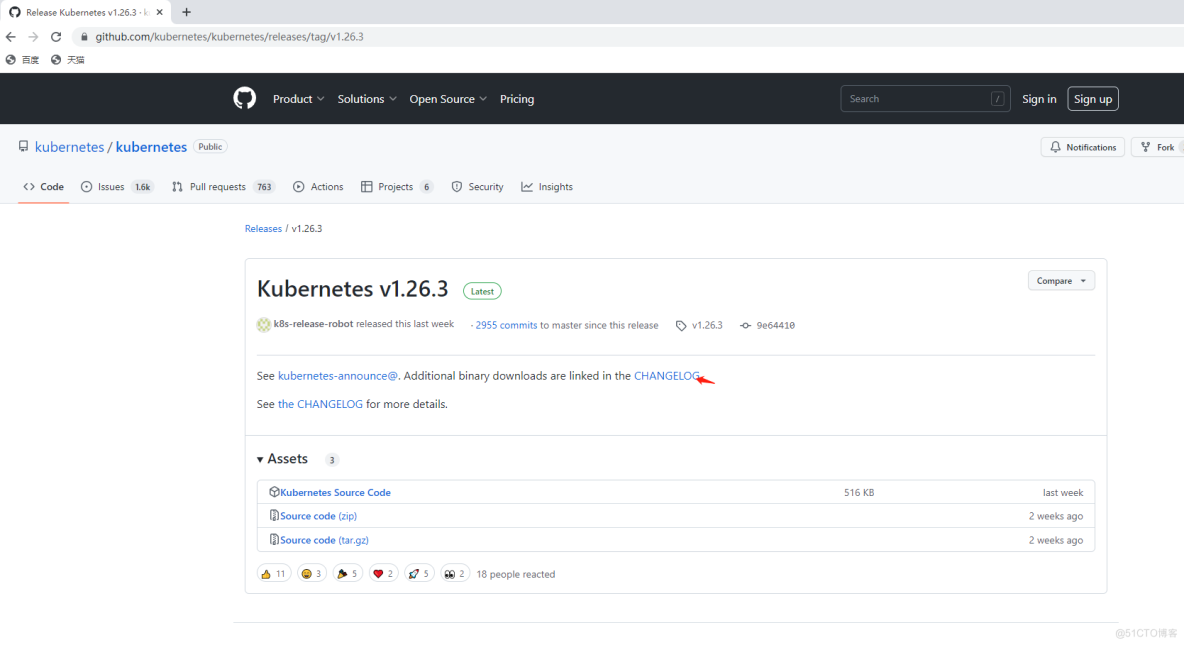 Release Kubernetes v1.26.3 · k
github.com/kubernetes/kubernetes/releases/tag/v1.26.3
百度 天猫
Product Solutions Open Source Pricing Search / Sign in Sign up
kubernetes / kubernetes Public Notifications Fork
Code Issues 1.6k Pull requests 763 Actions Projects 6 Security Insights
Releases / v1.26.3
Kubernetes v1.26.3 Latest Compare
k8s-release-robot released this last week · 2955 commits to master since this release v1.26.3 9e64410
See kubernetes-announce@. Additional binary downloads are linked in the CHANGELOG
See the CHANGELOG for more details.
Assets 3
Kubernetes Source Code 516 KB last week
Source code (zip) 2 weeks ago
Source code (tar.gz) 2 weeks ago
11 3 5 2 5 2 18 people reacted
@51CTO博客